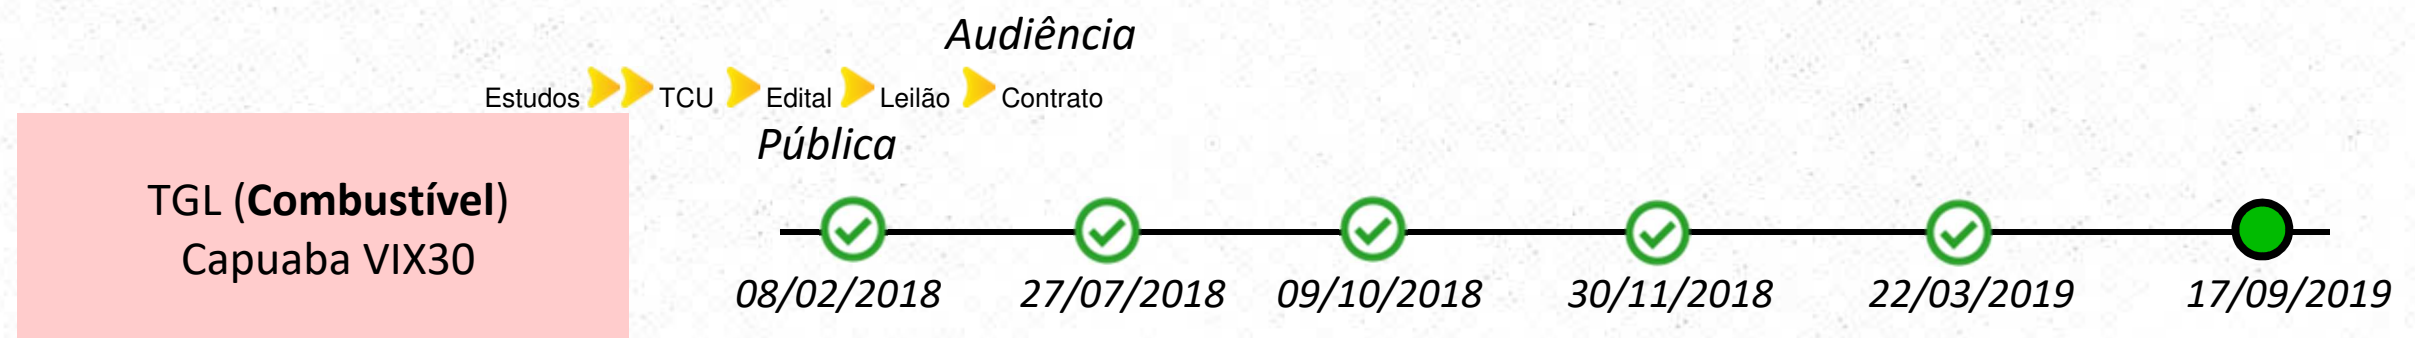 Audiência
Estudos TCU Edital Leilão Contrato
Pública
TGL (Combustível)
Capuaba VIX30
08/02/2018 27/07/2018 09/10/2018 30/11/2018 22/03/2019 17/09/2019